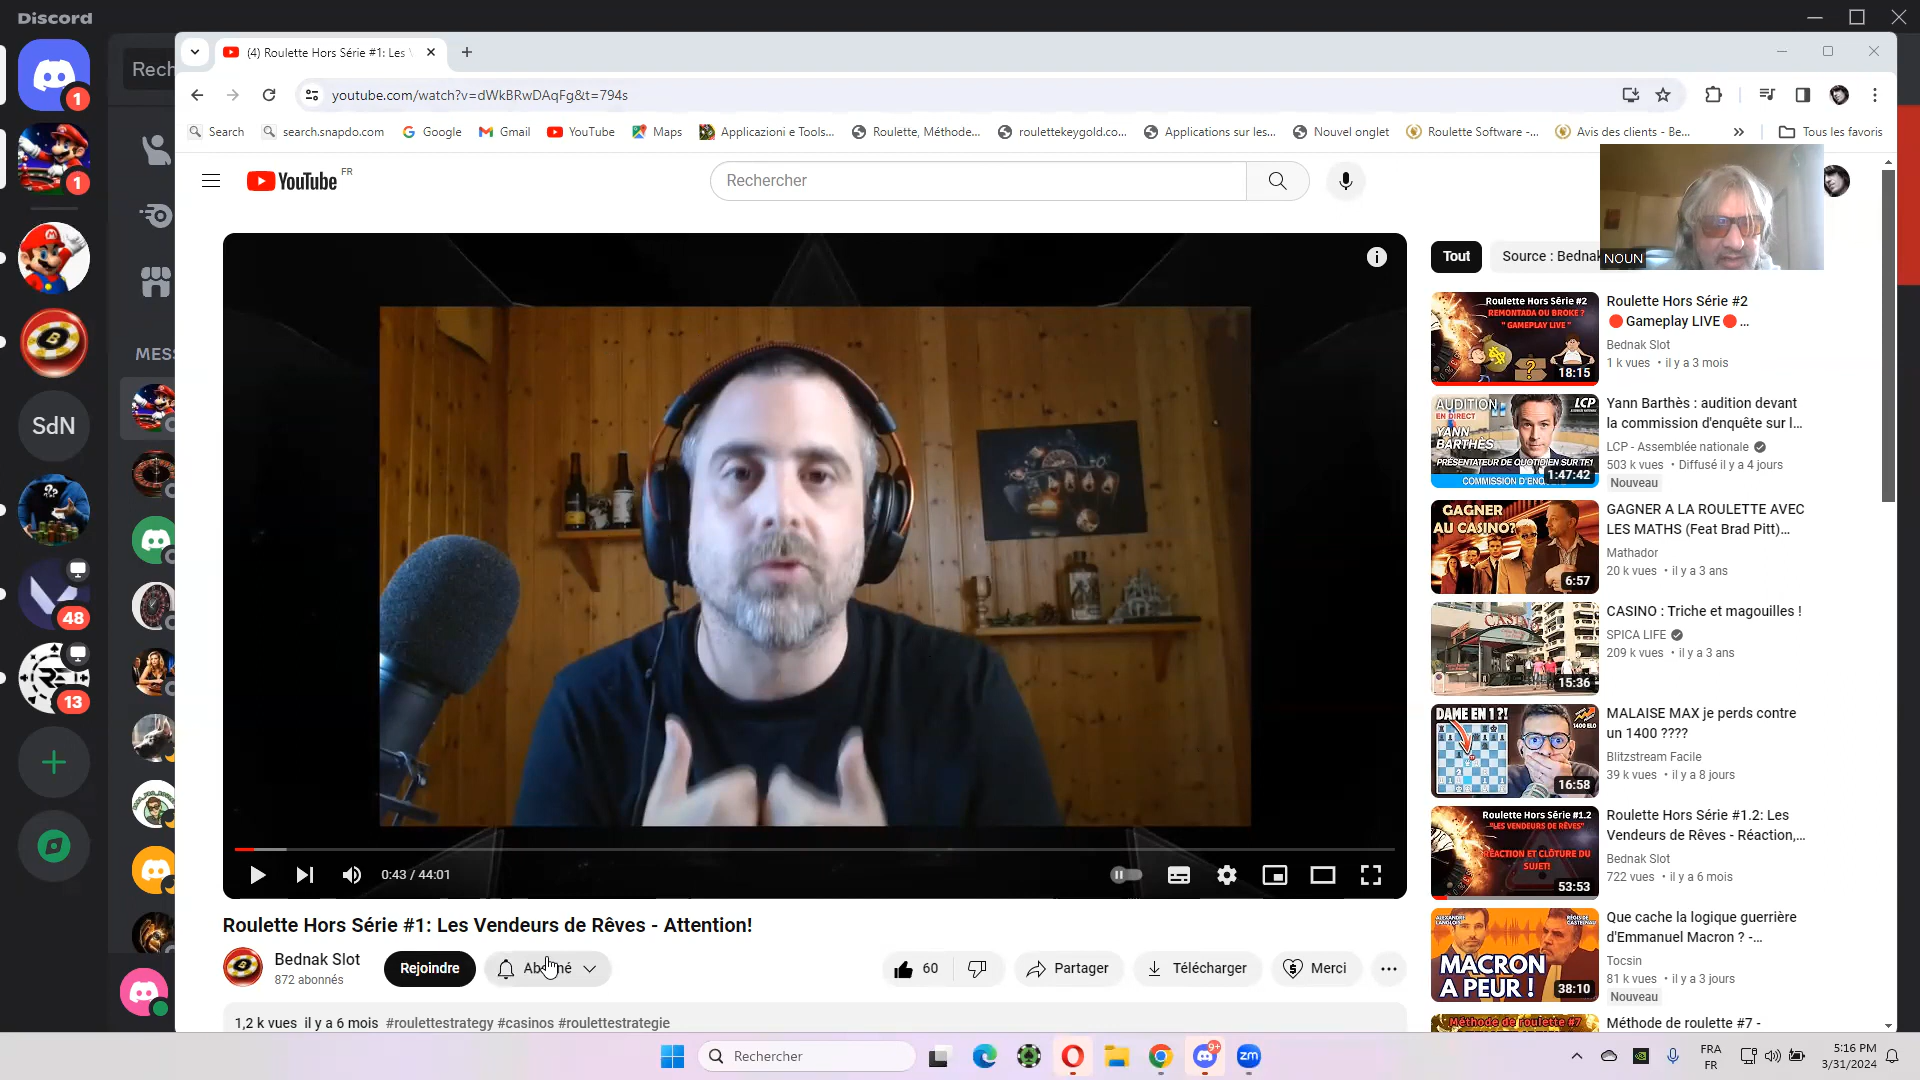 Discord
(4) Roulette Hors Série #1: Les
Rech
youtube.com/watch?v=dWkBRwDAqFg&t=794s
Search
search.snapdo.com
Google
Gmail
YouTube
Maps
Applicazioni e Tools...
Roulette, Méthode...
roulettekeygold.co...
Applications sur les...
Nouvel onglet
Roulette Software -...
Avis des clients - Be...
»
Tous les favoris
YouTube FR
Rechercher
NOUN
Tout
Source : Bednak
1
1
SdN
48
13
MES
Roulette Hors Série #2
REMONTADA OU BROKE ?
" GAMEPLAY LIVE "
18:15
Roulette Hors Série #2
Gameplay LIVE ...
Bednak Slot
1 k vues • il y a 3 mois
AUDITION
EN DIRECT
LCP
YANN
BARTHÈS
PRÉSENTATEUR DE QUOTIDIEN SUR TF1
COMMISSION D'ENQ
1:47:42
Yann Barthès : audition devant
la commission d'enquête sur l...
LCP - Assemblée nationale
503 k vues • Diffusé il y a 4 jours
Nouveau
GAGNER
AU CASINO?
6:57
GAGNER A LA ROULETTE AVEC
LES MATHS (Feat Brad Pitt)...
Mathador
20 k vues • il y a 3 ans
CASINO
15:36
CASINO : Triche et magouilles !
SPICA LIFE
209 k vues • il y a 3 ans
DAME EN 1 ?!
1400 ELO
16:58
MALAISE MAX je perds contre
un 1400 ????
Blitzstream Facile
39 k vues • il y a 8 jours
Roulette Hors Série #1.2
"LES VENDEURS DE RÊVES"
RÉACTION ET CLÔTURE DU
SUJET!
53:53
Roulette Hors Série #1.2: Les
Vendeurs de Rêves - Réaction,...
Bednak Slot
722 vues • il y a 6 mois
MACRON
A PEUR !
38:10
Que cache la logique guerrière
d'Emmanuel Macron ? -...
Tocsin
81 k vues • il y a 3 jours
Nouveau
Méthode de roulette #7
Méthode de roulette #7 -
0:43 / 44:01
Roulette Hors Série #1: Les Vendeurs de Rêves - Attention!
Bednak Slot
872 abonnés
Rejoindre
Abonné
60
Partager
Télécharger
Merci
1,2 k vues il y a 6 mois #roulettestrategy #casinos #roulettestrategie
Rechercher
9+
zm
FRA
FR
5:16 PM
3/31/2024